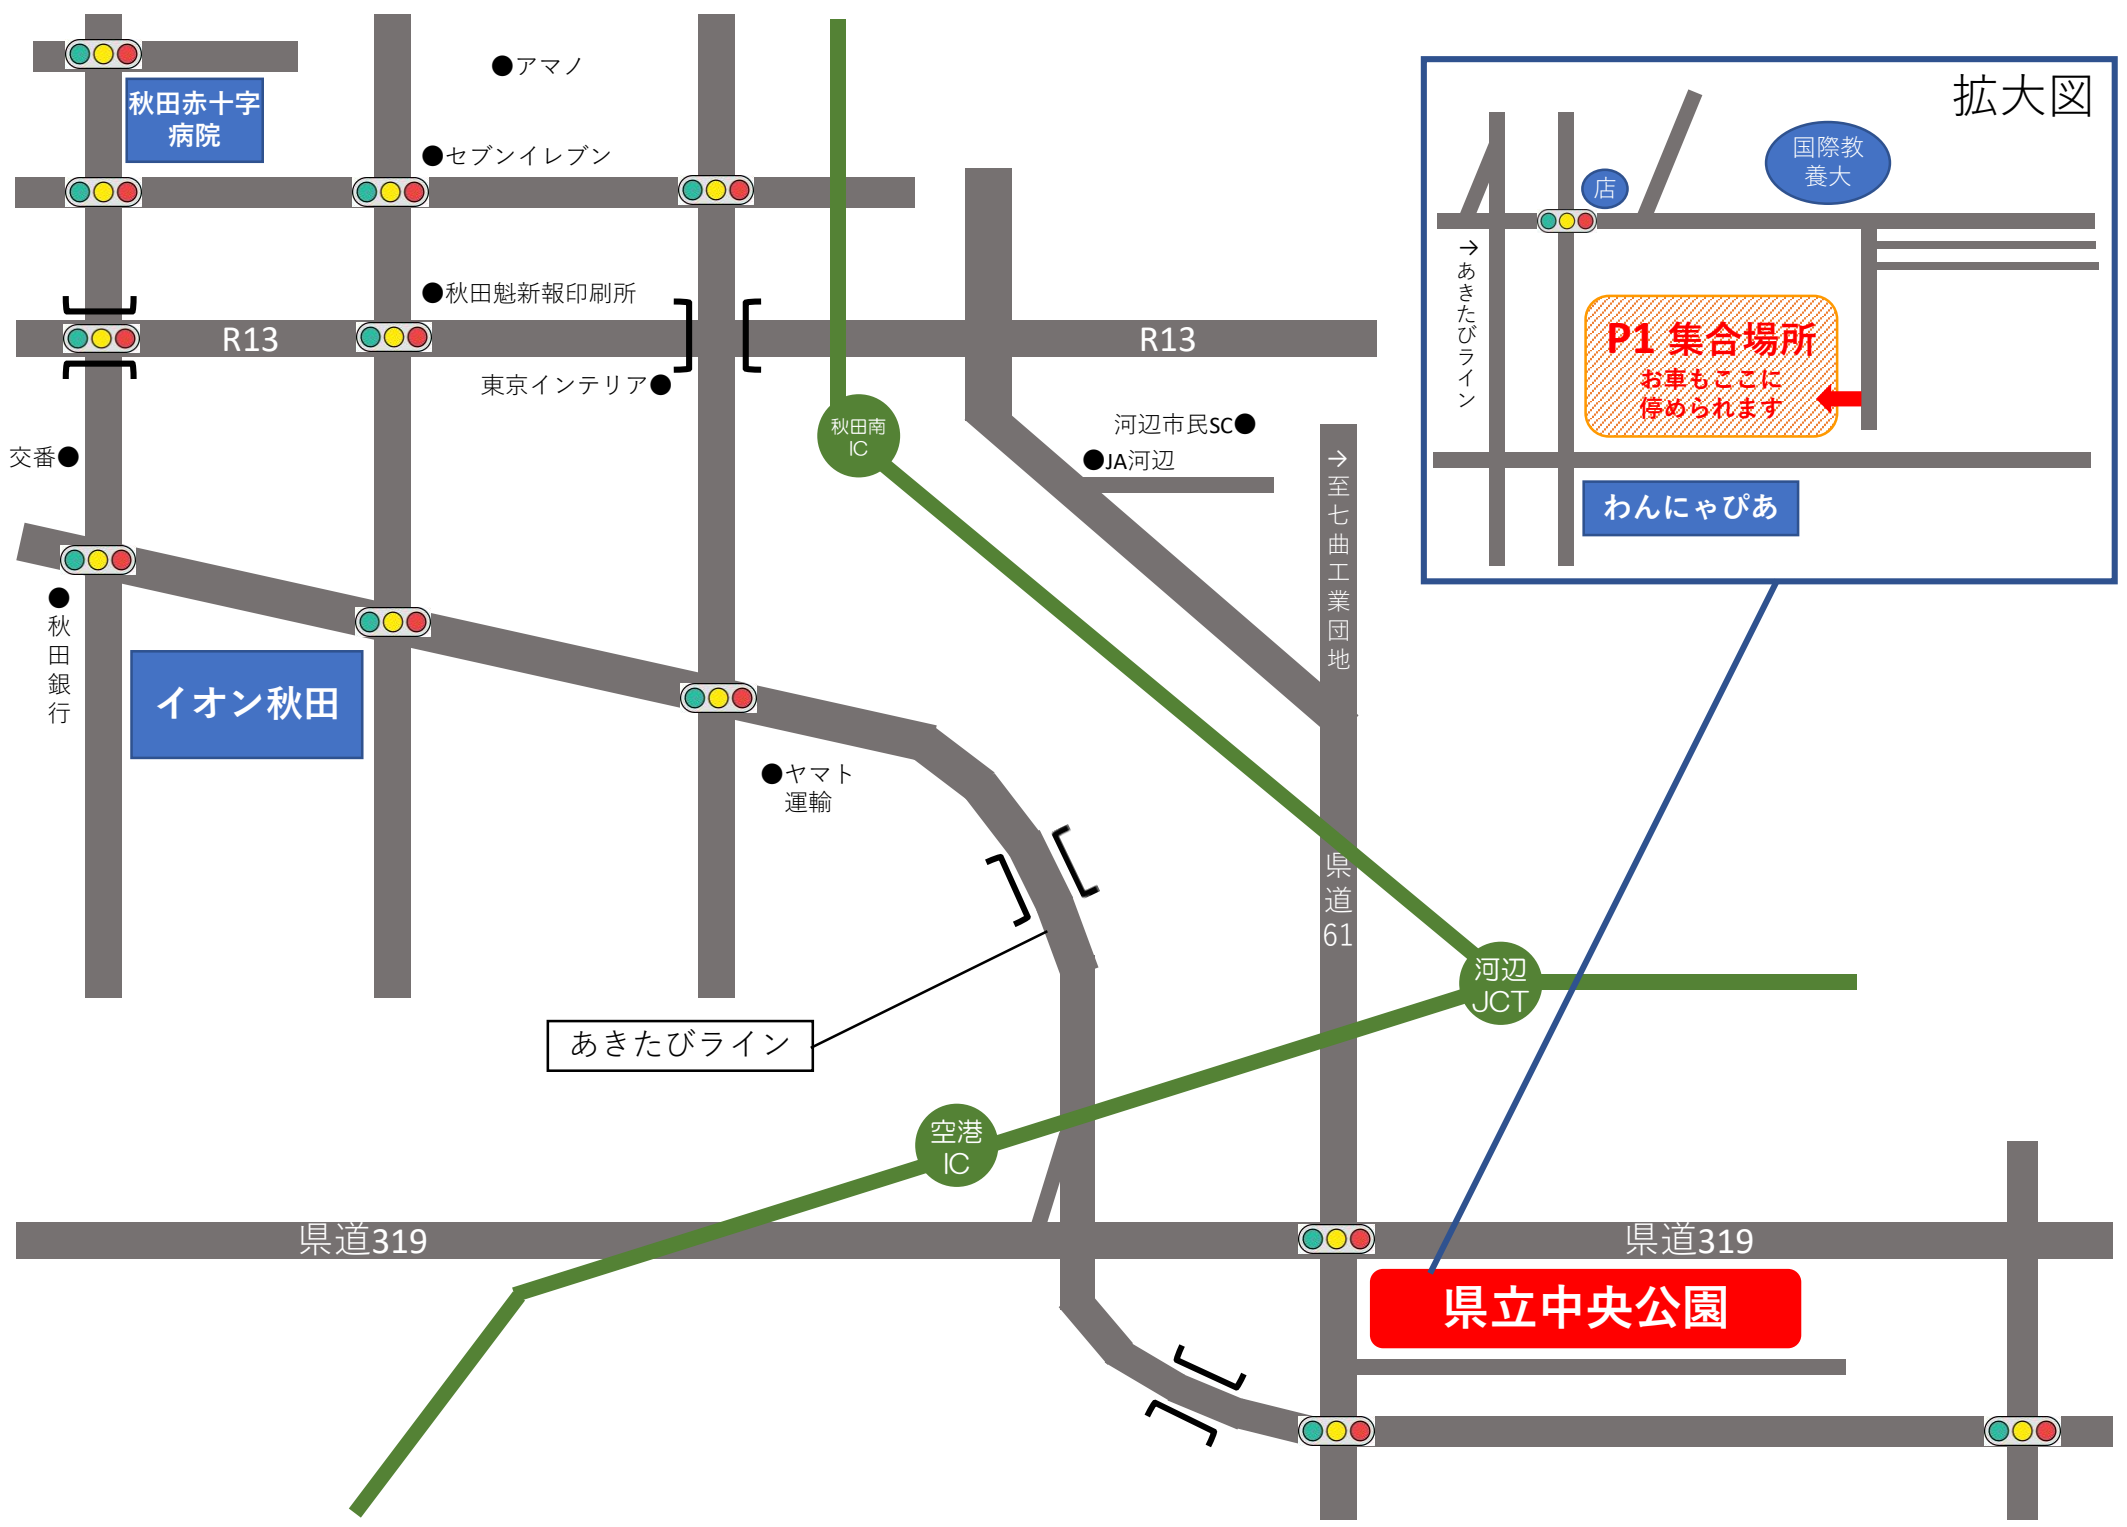 ●アマノ
秋田赤十字
病院
●セブンイレブン
●秋田魁新報印刷所
R13
R13
東京インテリア●
秋田南
IC
河辺市民SC●
●JA河辺
交番●
→至七曲工業団地
●秋田銀行
イオン秋田
●ヤマト
運輸
県道
61
河辺
JCT
あきたびライン
空港
IC
県道319
県道319
県立中央公園
拡大図
国際教
養大
店
→あきたびライン
P1 集合場所
お車もここに
停められます
わんにゃぴあ